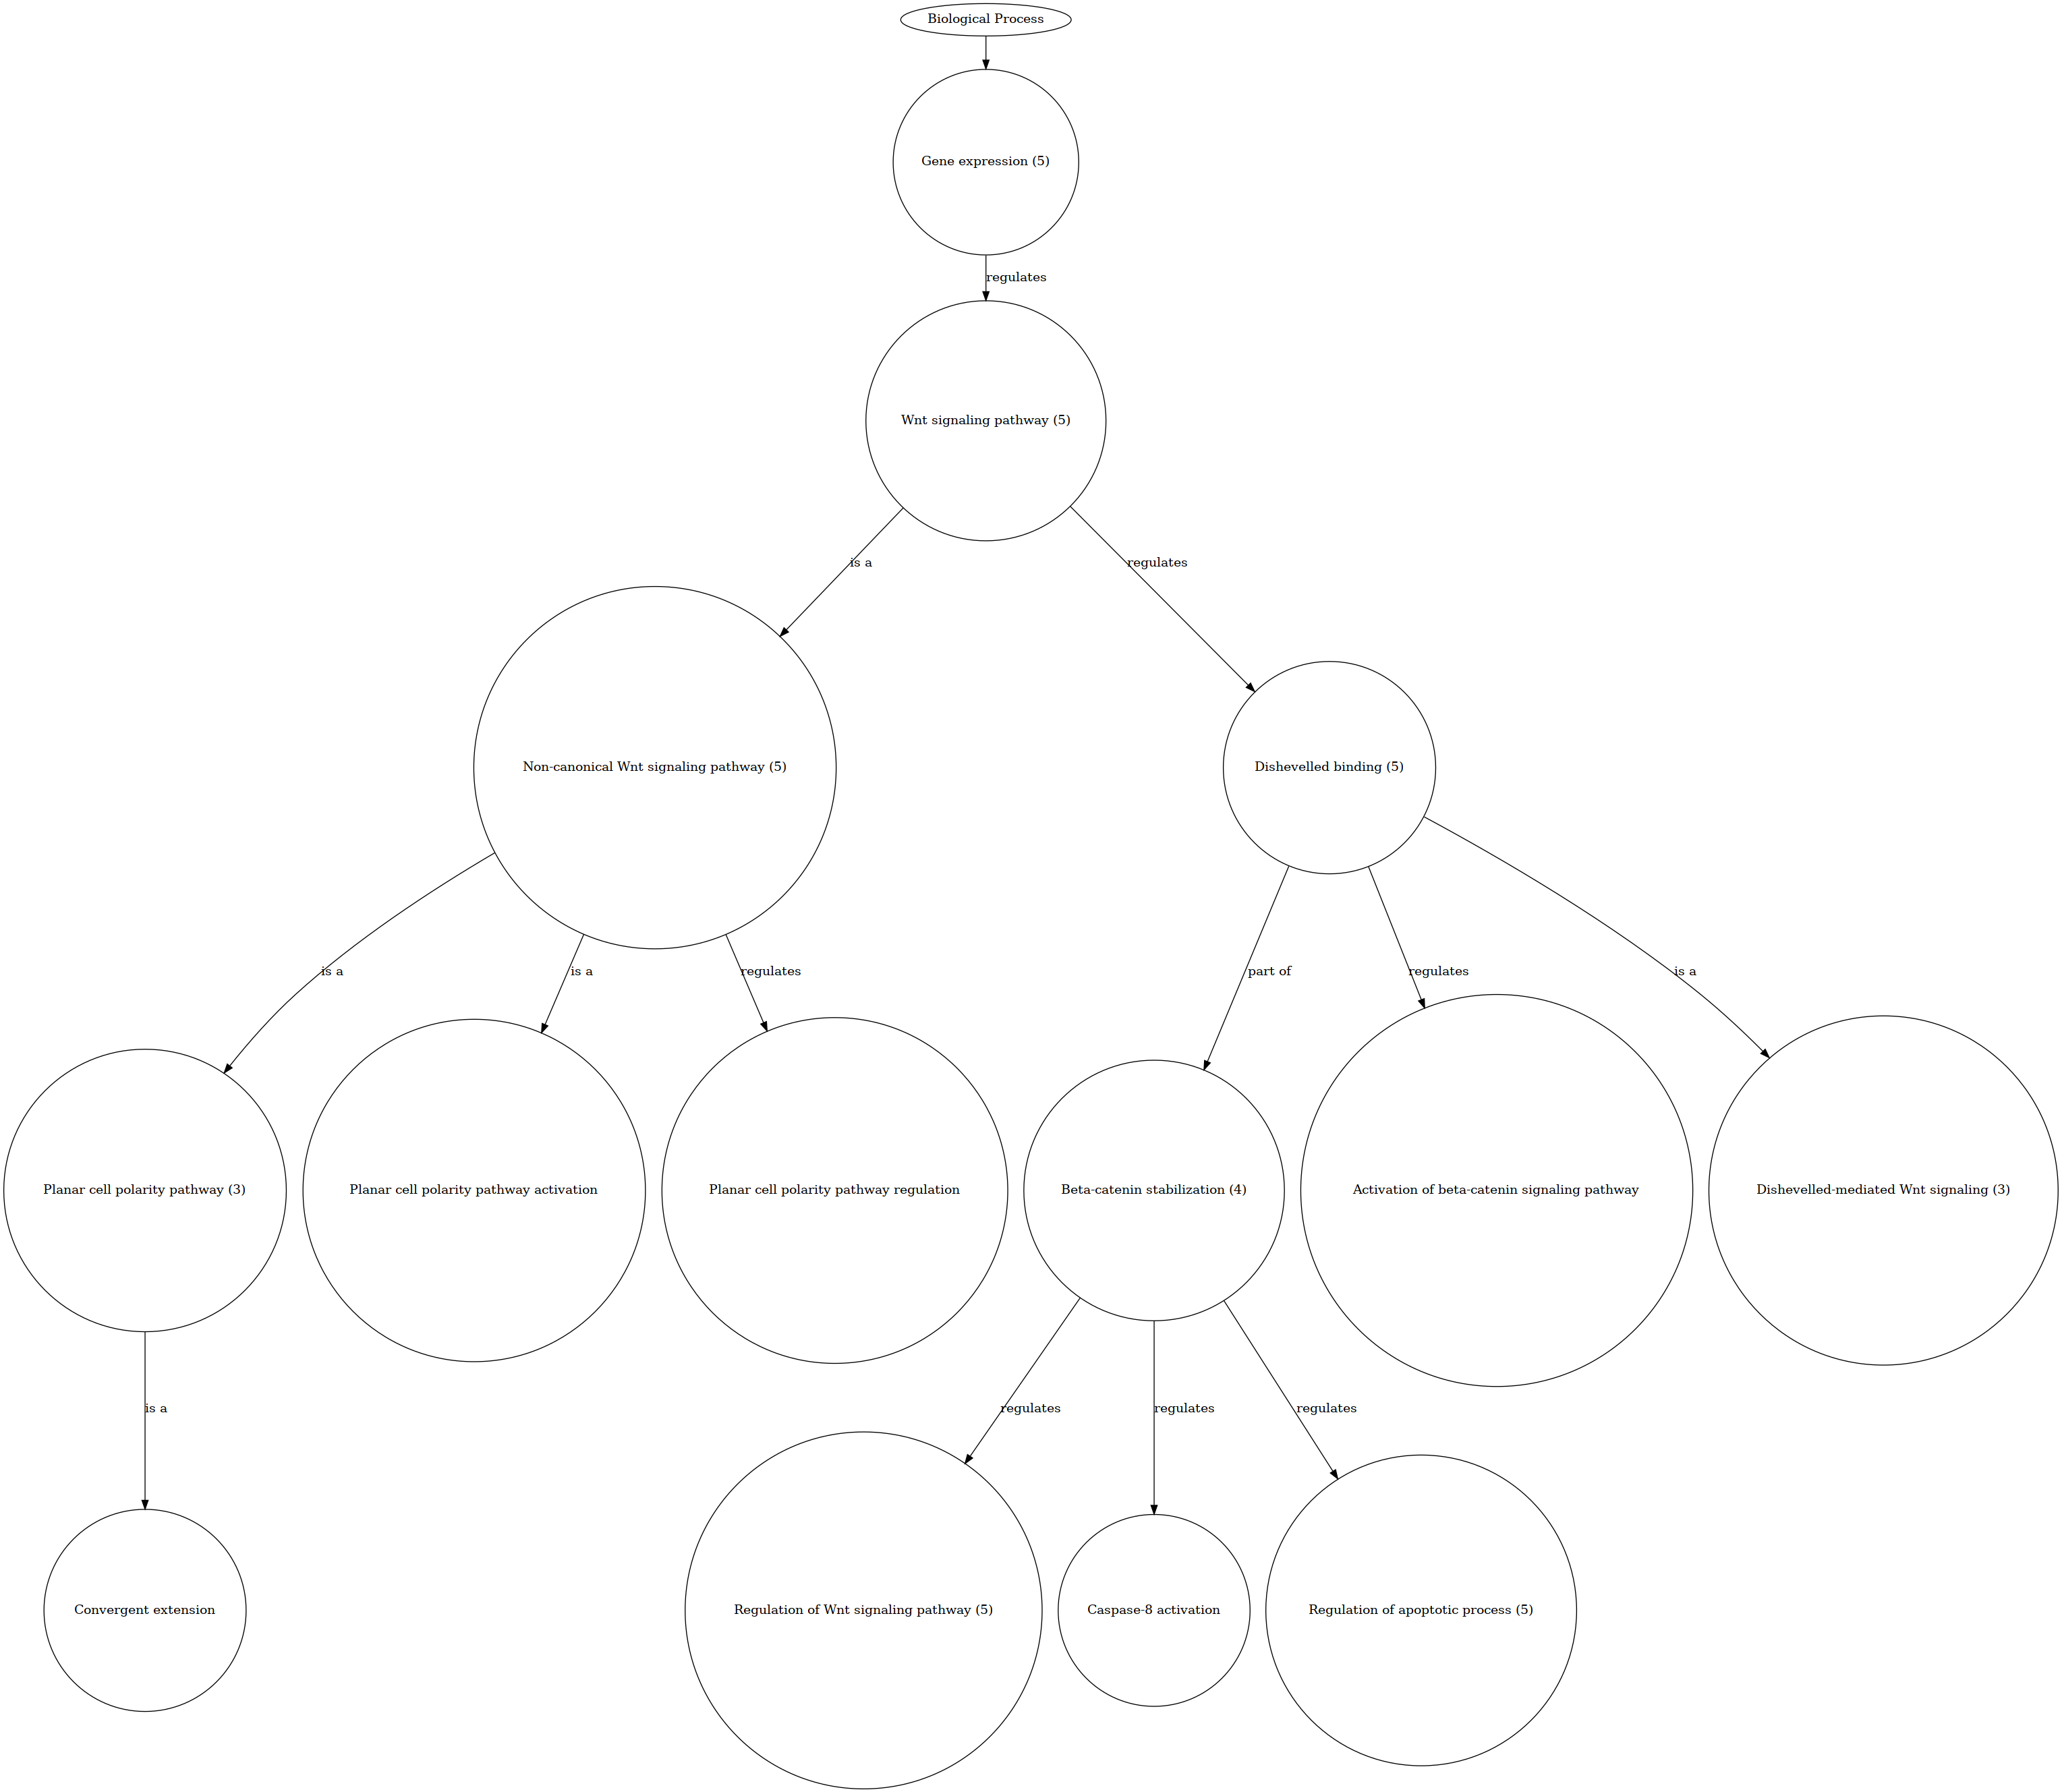 Biological Process
Gene expression (5)
regulates
Wnt signaling pathway (5)
is a
regulates
Non-canonical Wnt signaling pathway (5)
Dishevelled binding (5)
is a
is a
regulates
part of
regulates
is a
Planar cell polarity pathway (3)
Planar cell polarity pathway activation
Planar cell polarity pathway regulation
Beta-catenin stabilization (4)
Activation of beta-catenin signaling pathway
Dishevelled-mediated Wnt signaling (3)
is a
regulates
regulates
regulates
Convergent extension
Regulation of Wnt signaling pathway (5)
Caspase-8 activation
Regulation of apoptotic process (5)